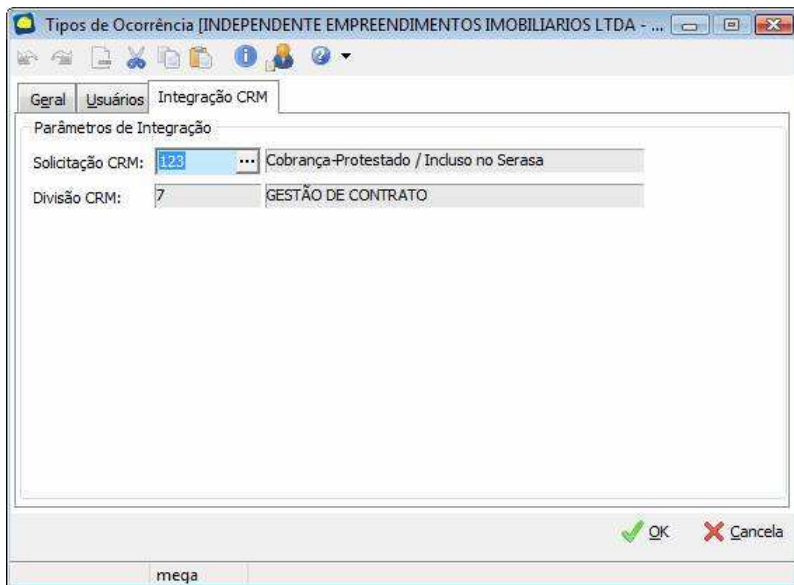 Tipos de Ocorrência [INDEPENDENTE EMPREENDIMENTOS IMOBILIARIOS LTDA - ...
Geral Usuários Integração CRM
Parâmetros de Integração
Solicitação CRM: 123 ... Cobrança-Protestado / Incluso no Serasa
Divisão CRM: 7 GESTÃO DE CONTRATO
OK Cancela
mega